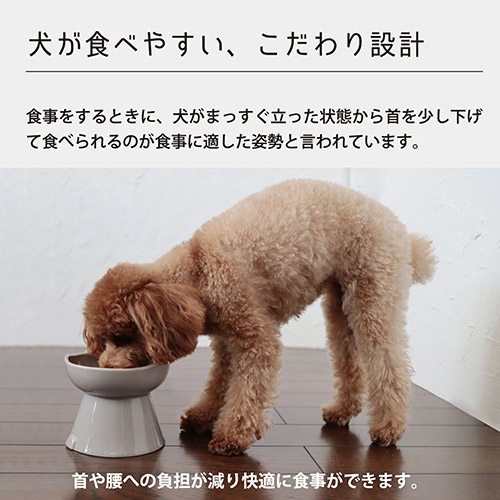 犬が食べやすい、こだわり設計
食事をするときに、犬がまっすぐ立った状態から首を少し下げ
て食べられるのが食事に適した姿勢と言われています。
首や腰への負担が減り快適に食事ができます。